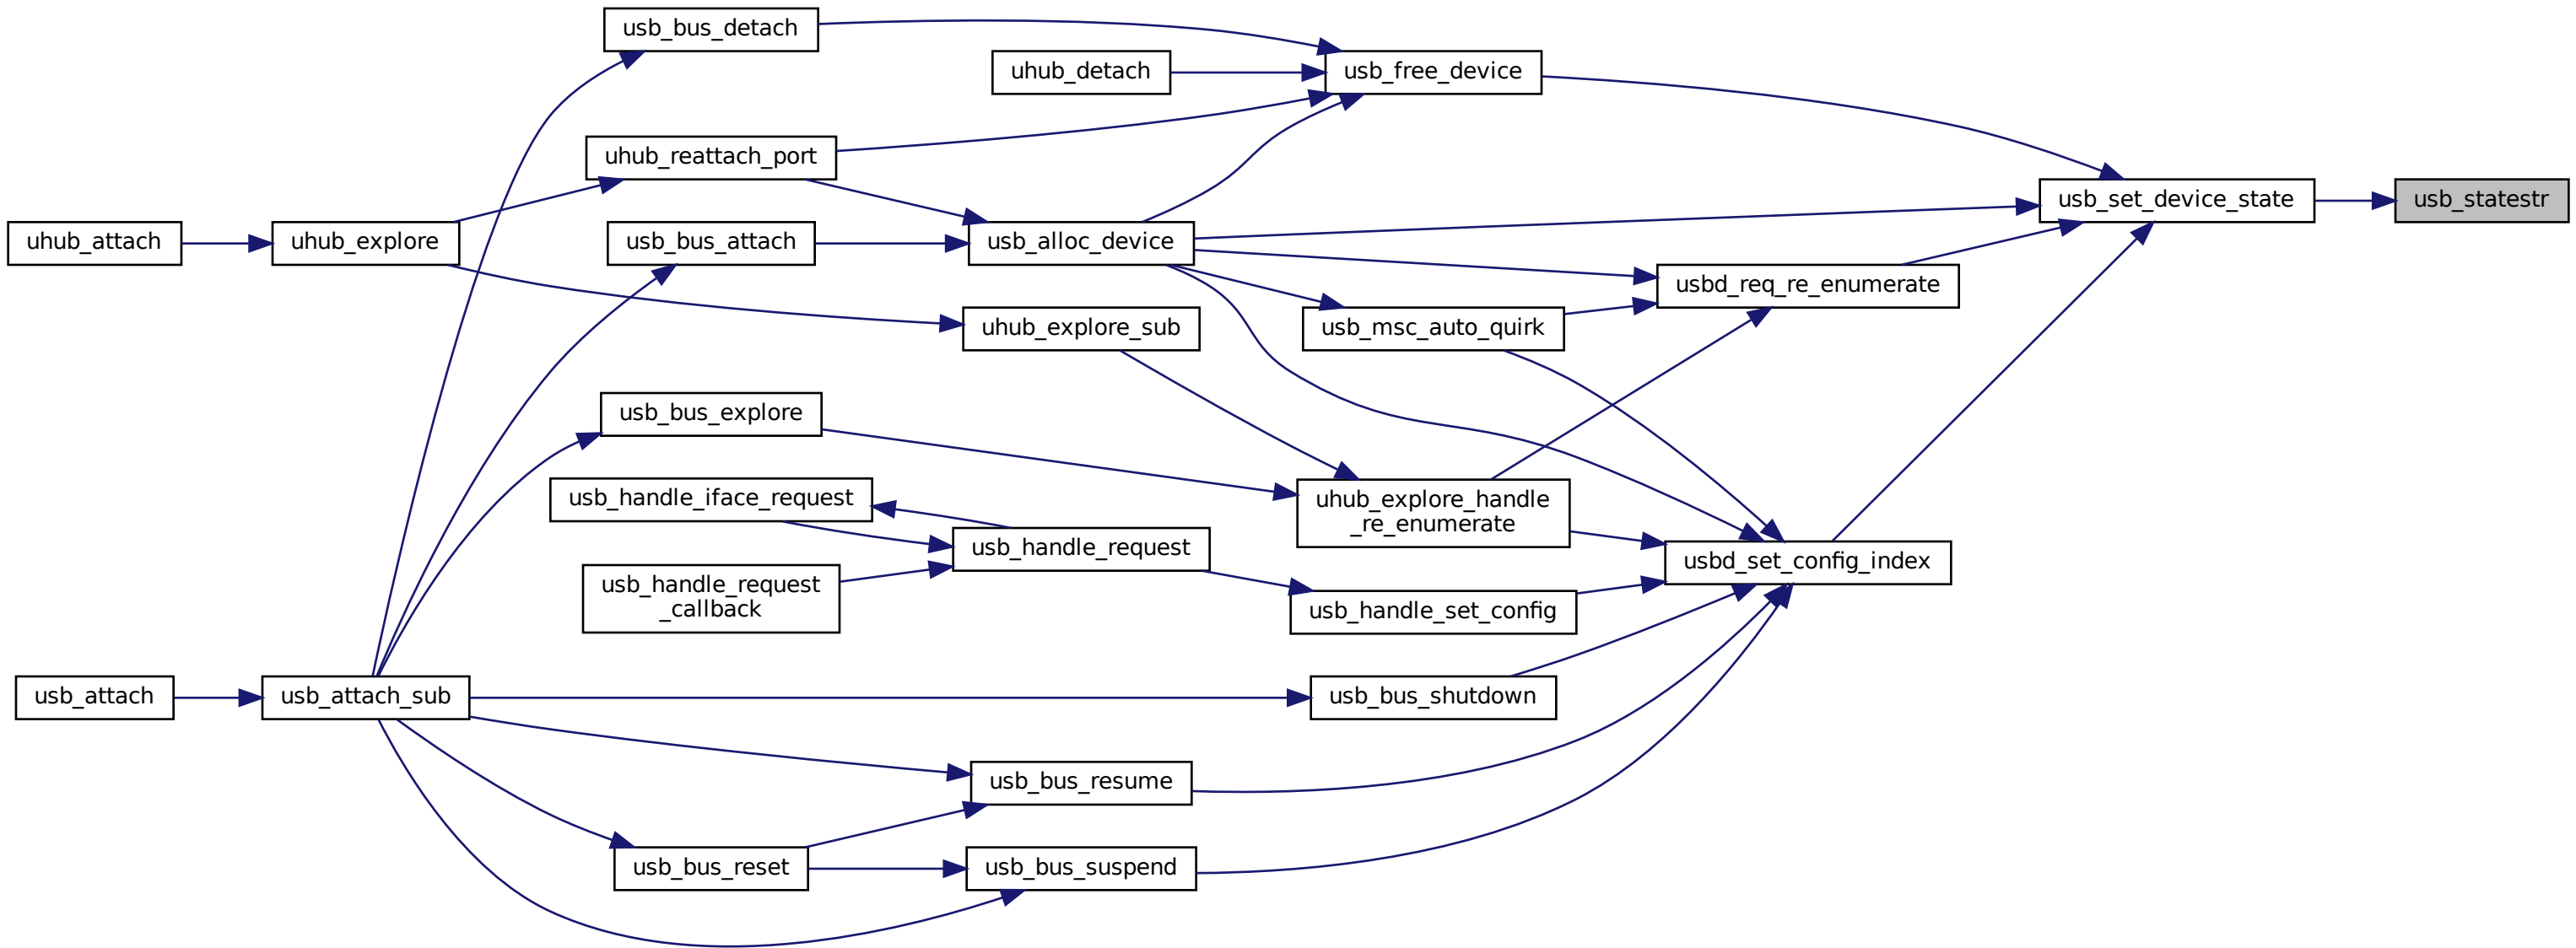 usb_bus_detach
uhub_detach
usb_free_device
uhub_reattach_port
usb_set_device_state
usb_statestr
uhub_attach
uhub_explore
usb_bus_attach
usb_alloc_device
usbd_req_re_enumerate
uhub_explore_sub
usb_msc_auto_quirk
usb_bus_explore
usb_handle_iface_request
uhub_explore_handle
_re_enumerate
usb_handle_request
usbd_set_config_index
usb_handle_request
_callback
usb_handle_set_config
usb_attach
usb_attach_sub
usb_bus_shutdown
usb_bus_resume
usb_bus_reset
usb_bus_suspend